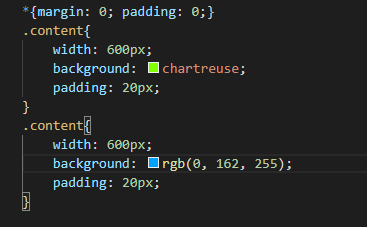 *{margin: 0; padding: 0;}
.content{
    width: 600px;
    background: chartreuse;
    padding: 20px;
}
.content{
    width: 600px;
    background: rgb(0, 162, 255);
    padding: 20px;
}